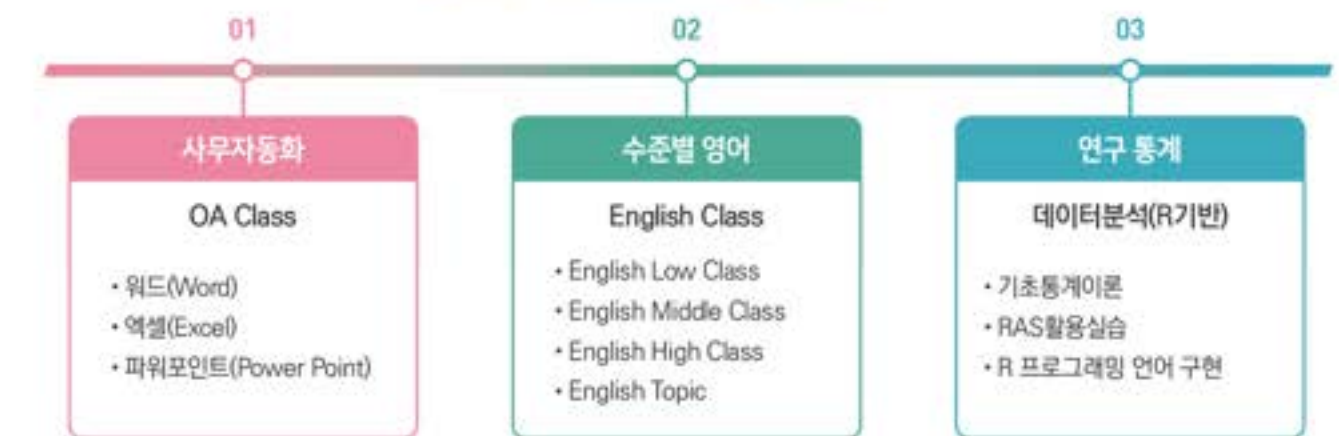 01
사무자동화
OA Class
• 워드(Word)
• 엑셀(Excel)
• 파워포인트(Power Point)
02
수준별 영어
English Class
• English Low Class
• English Middle Class
• English High Class
• English Topic
03
연구 통계
데이터분석(R기반)
• 기초통계이론
• RAS활용실습
• R 프로그래밍 언어 구현